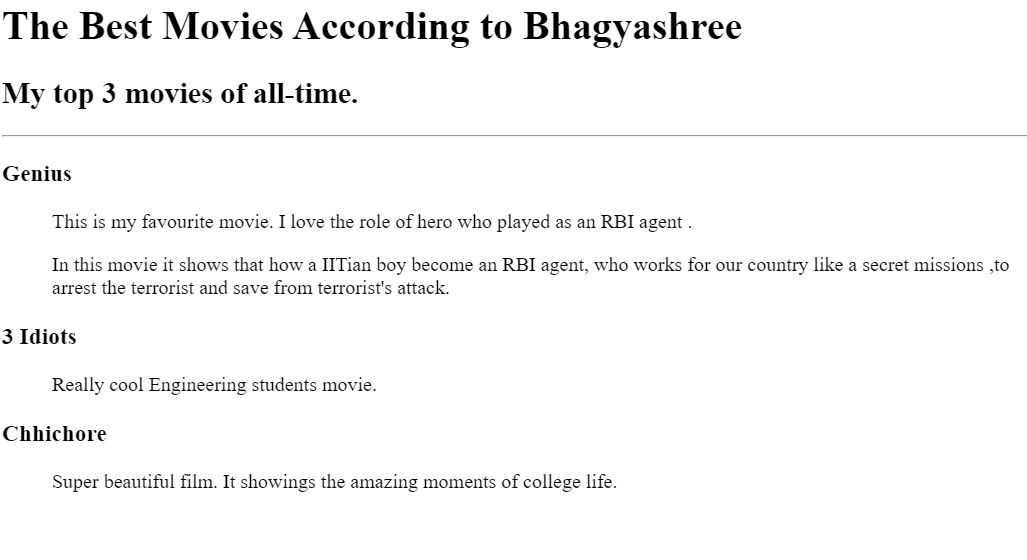 The Best Movies According to Bhagyashree
My top 3 movies of all-time.
Genius
This is my favourite movie. I love the role of hero who played as an RBI agent .
In this movie it shows that how a IITian boy become an RBI agent, who works for our country like a secret missions ,to
arrest the terrorist and save from terrorist's attack.
3 Idiots
Really cool Engineering students movie.
Chhichore
Super beautiful film. It showings the amazing moments of college life.